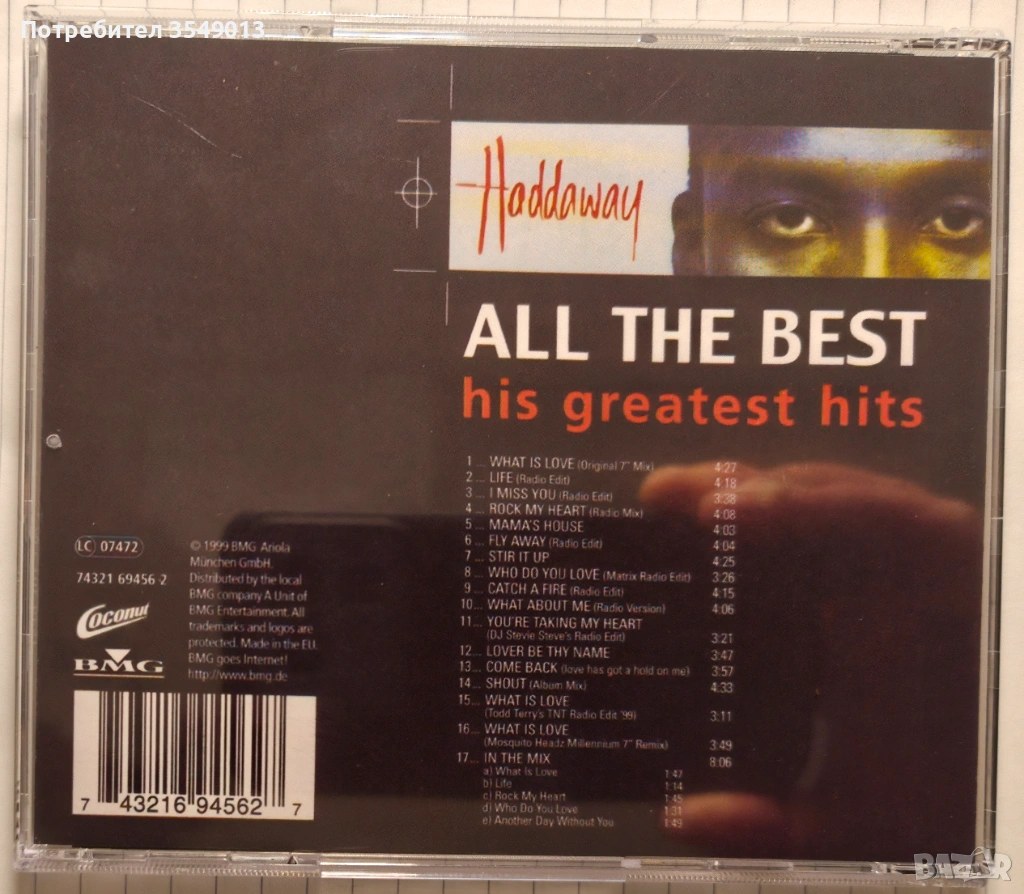 Потребител 3549013
Haddaway
ALL THE BEST
his greatest hits
1... WHAT IS LOVE (Original 7" Mix) 4:27
2... LIFE (Radio Edit) 4:18
3... I MISS YOU (Radio Edit) 3:38
4... ROCK MY HEART (Radio Mix) 4:08
5... MAMA'S HOUSE 4:03
6... FLY AWAY (Radio Edit) 4:04
7... STIR IT UP 4:25
8... WHO DO YOU LOVE (Matrix Radio Edit) 3:26
9... CATCH A FIRE (Radio Edit) 4:15
10... WHAT ABOUT ME (Radio Version) 4:06
11... YOU'RE TAKING MY HEART
(DJ Stevie Steve's Radio Edit) 3:21
12... LOVER BE THY NAME 3:47
13... COME BACK (love has got a hold on me) 3:57
14... SHOUT (Album Mix) 4:33
15... WHAT IS LOVE
(Todd Terry's TNT Radio Edit '99) 3:11
16... WHAT IS LOVE
(Mosquito Headz Millennium 7" Remix) 3:49
17... IN THE MIX 8:06
a) What Is Love 1:47
b) Life 1:14
c) Rock My Heart 1:45
d) Who Do You Love 1:31
e) Another Day Without You 1:49
LC 07472
74321 69456-2
Coconut
BMG
© 1999 BMG Ariola
München GmbH.
Distributed by the local
BMG company A Unit of
BMG Entertainment. All
trademarks and logos are
protected. Made in the EU.
BMG goes Internet!
http://www.bmg.de
7 43216 94562 7
BAZAR